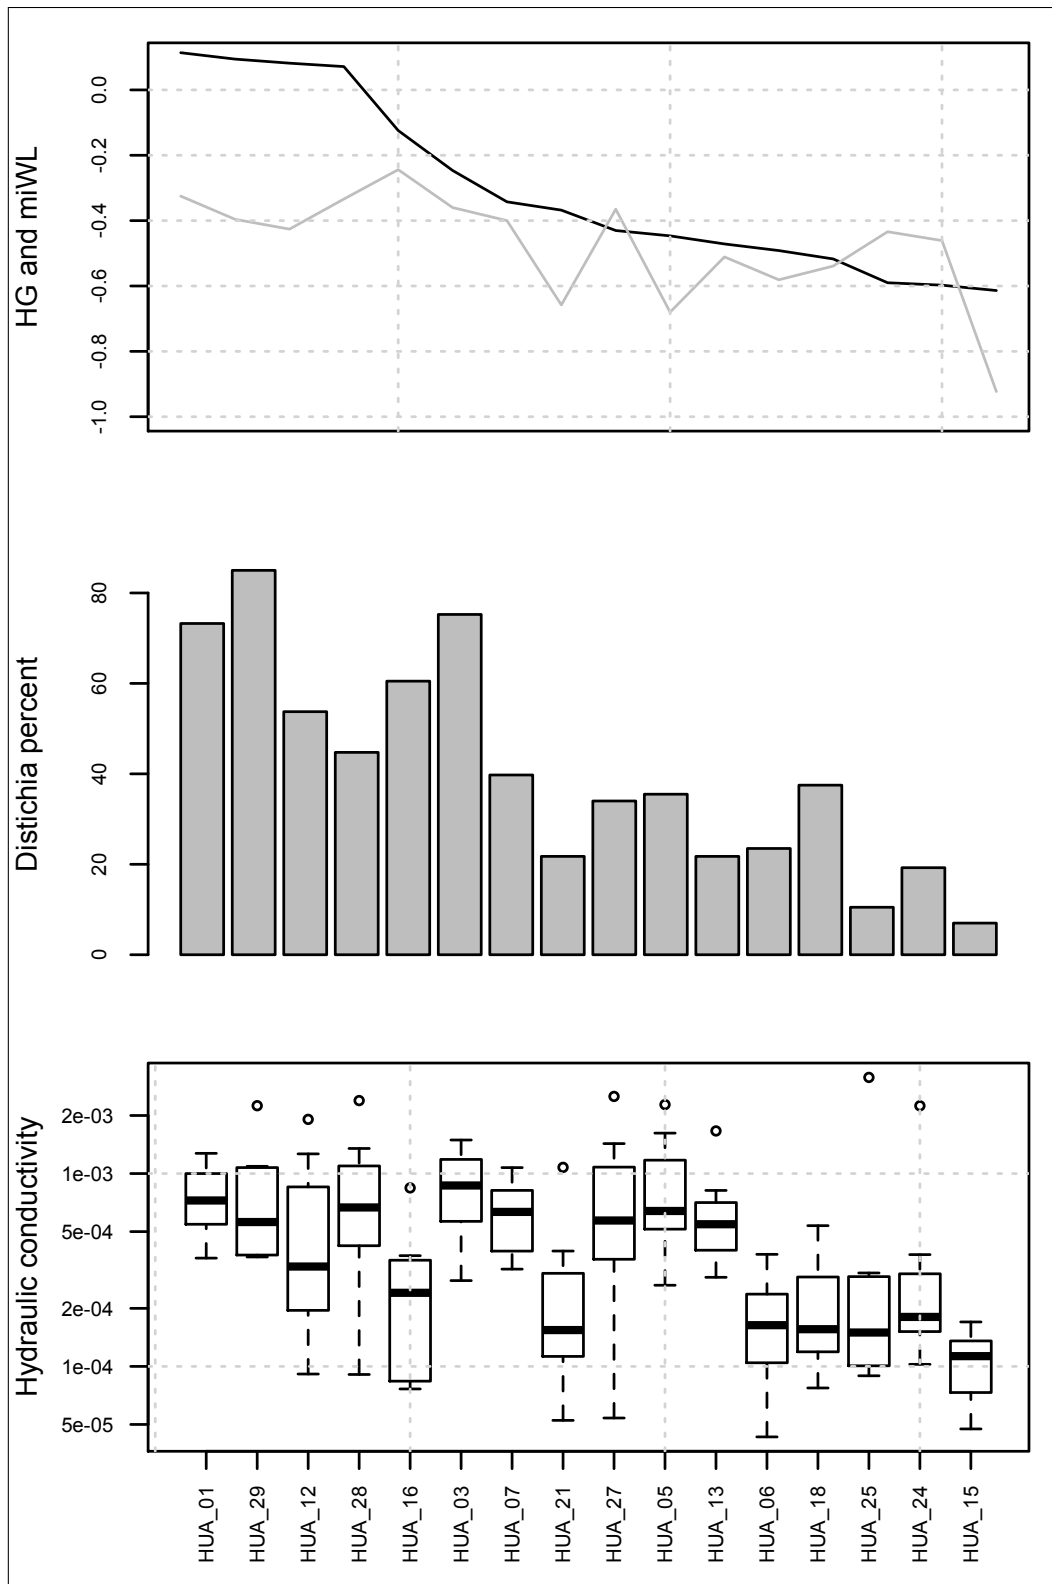 HG and miWL
0.0
-0.2
-0.4
-0.6
-0.8
-1.0
Distichia percent
80
60
40
20
0
Hydraulic conductivity
2e-03
1e-03
5e-04
2e-04
1e-04
5e-05
HUA_01
HUA_29
HUA_12
HUA_28
HUA_16
HUA_03
HUA_07
HUA_21
HUA_27
HUA_05
HUA_13
HUA_06
HUA_18
HUA_25
HUA_24
HUA_15